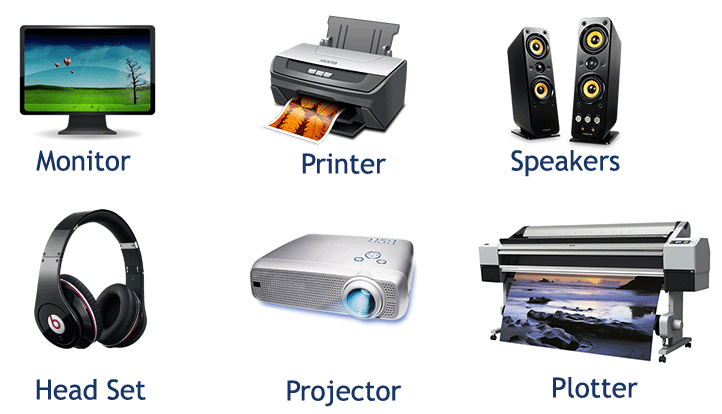 Monitor
Printer
Speakers
Head Set
Projector
Plotter